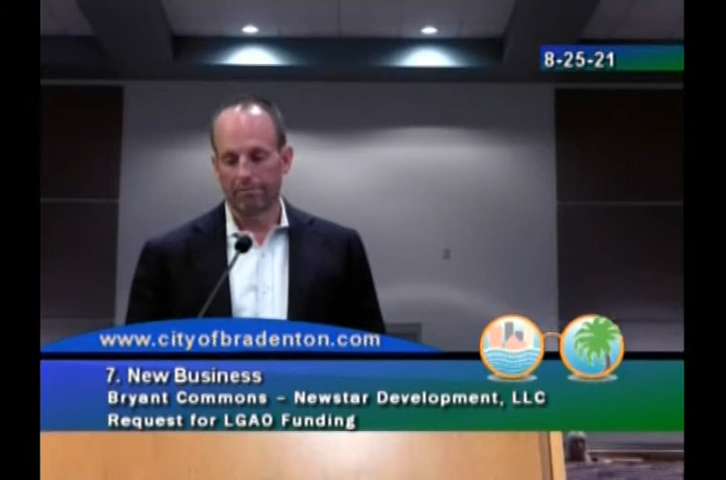 8-25-21
www.cityofbradenton.com
7. New Business
Bryant Commons – Newstar Development, LLC
Request for LGAO Funding